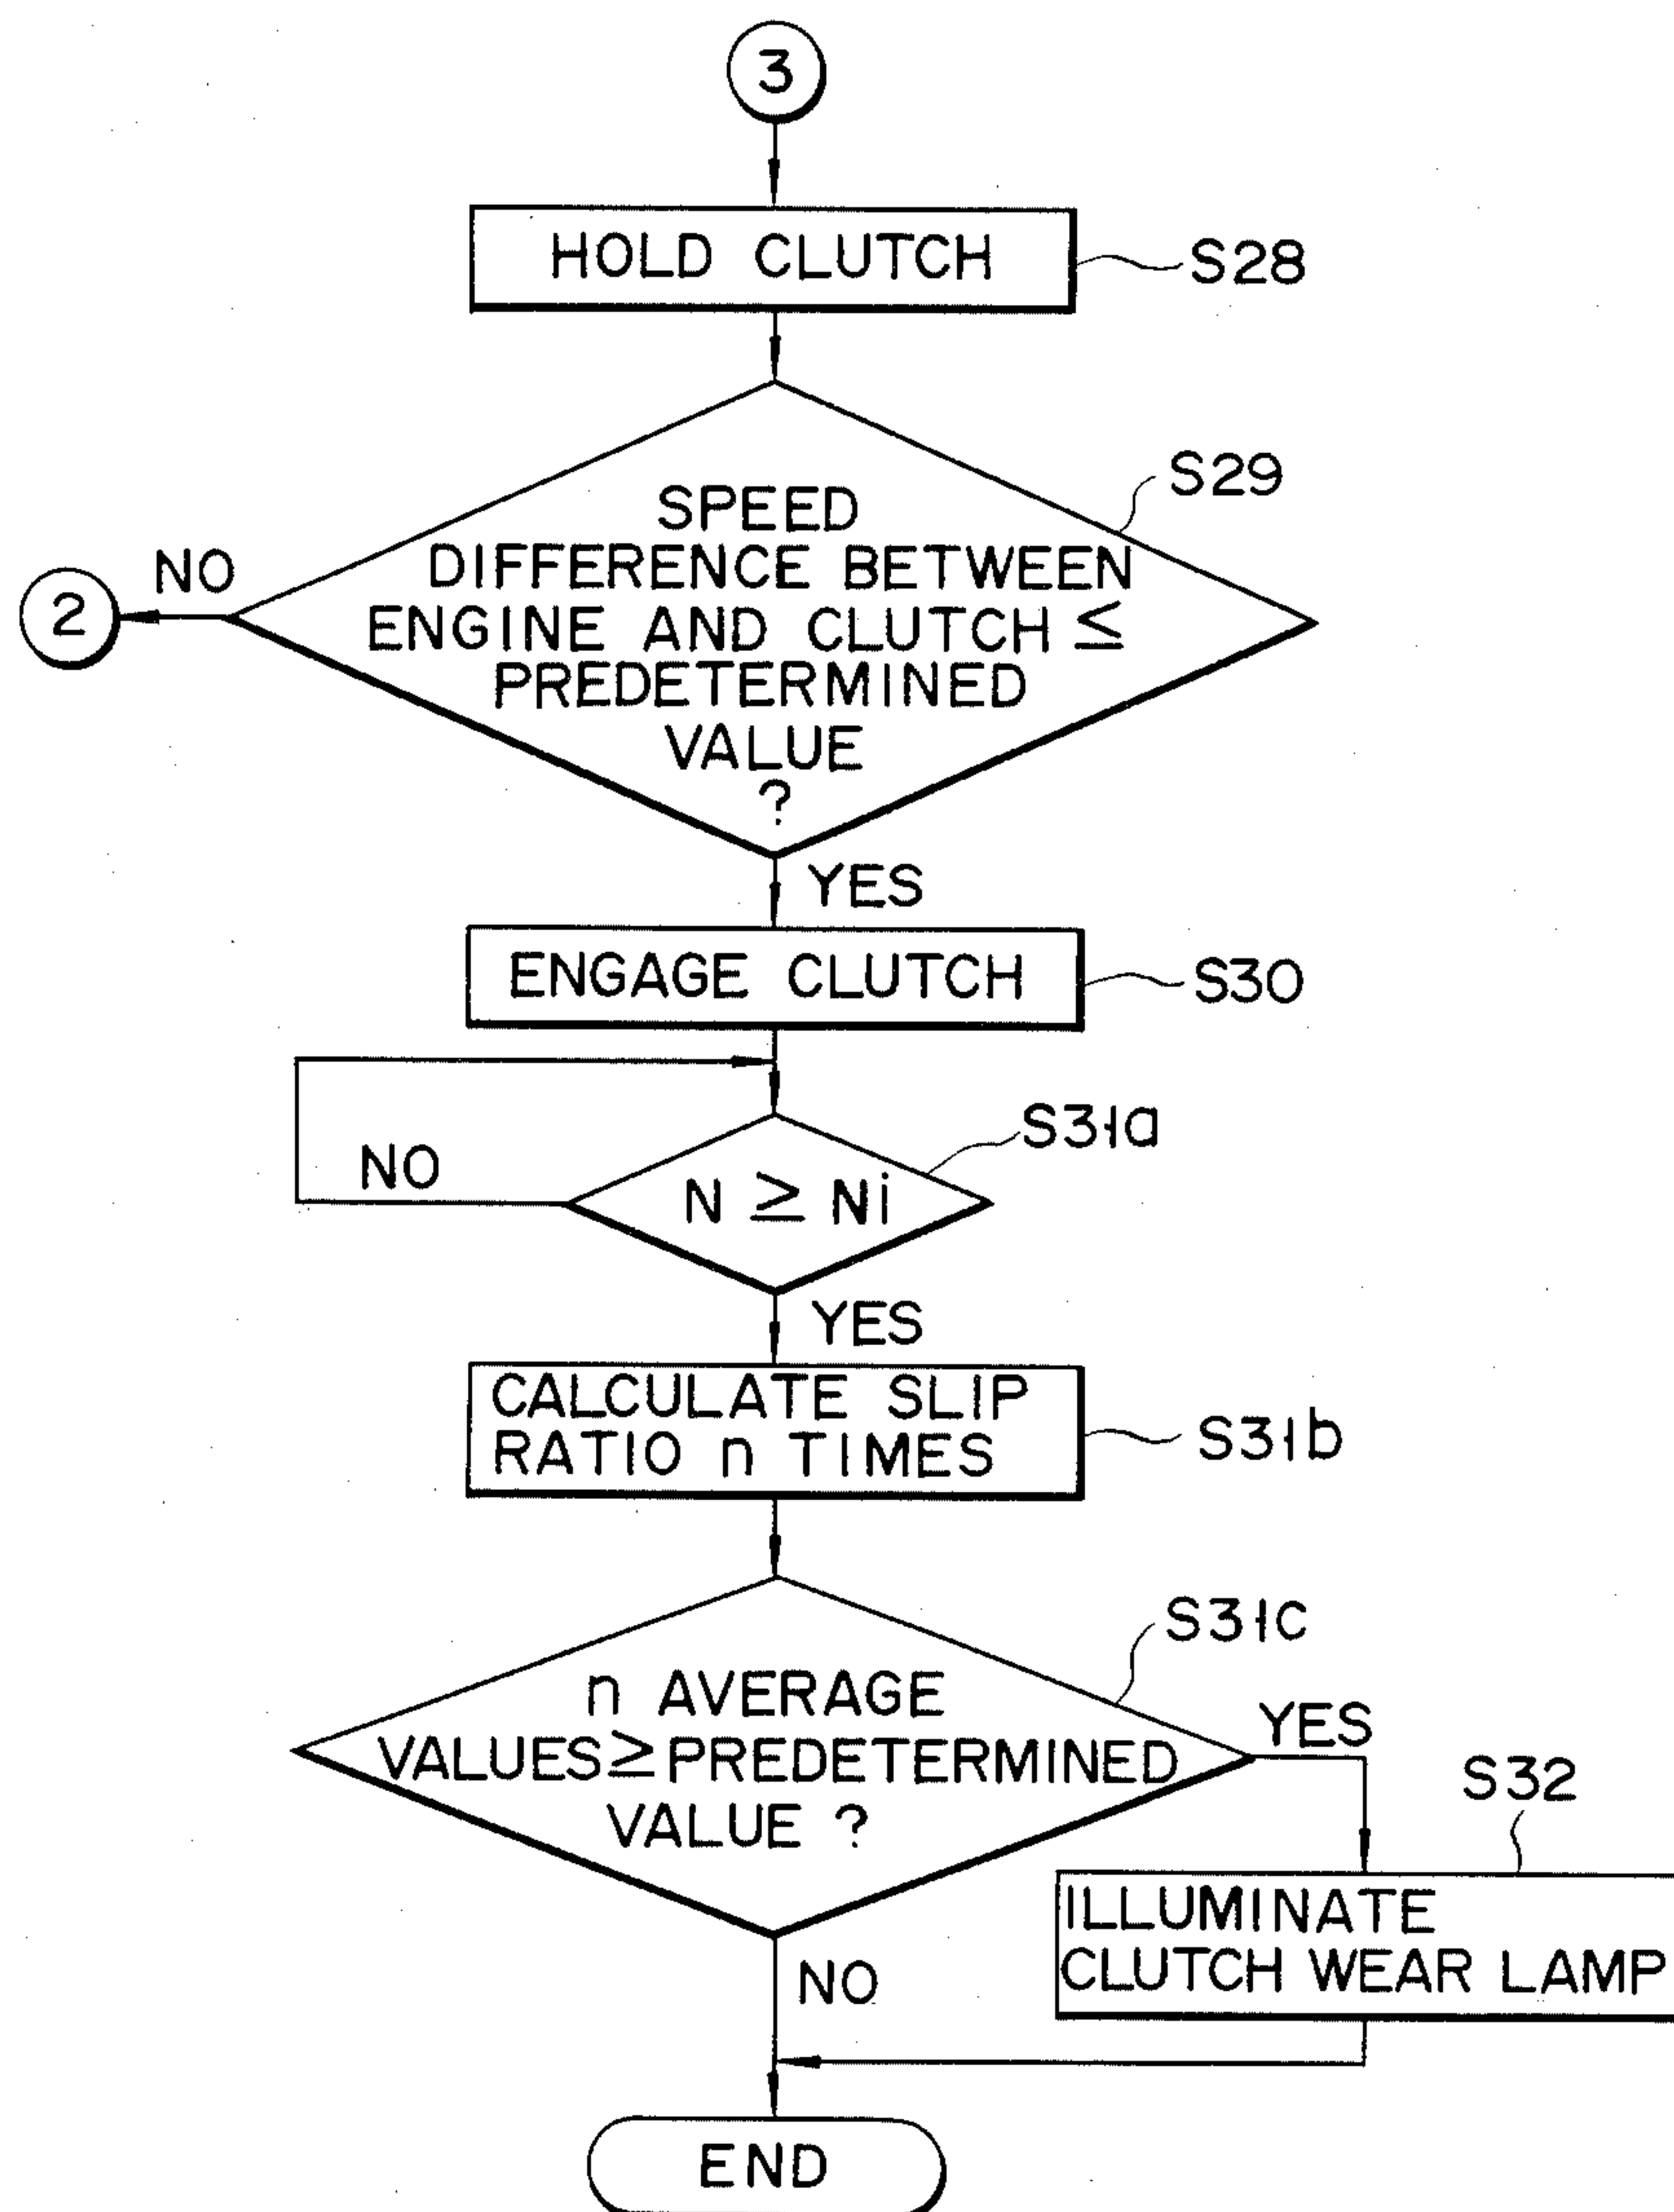 3
HOLD CLUTCH
S28
S29
SPEED
DIFFERENCE BETWEEN
ENGINE AND CLUTCH ≤
PREDETERMINED
VALUE
?
NO
2
YES
ENGAGE CLUTCH
S30
S31a
N ≥ Ni
NO
YES
CALCULATE SLIP
RATIO n TIMES
S31b
S31c
n AVERAGE
VALUES ≥ PREDETERMINED
VALUE ?
YES
S32
ILLUMINATE
CLUTCH WEAR LAMP
NO
END